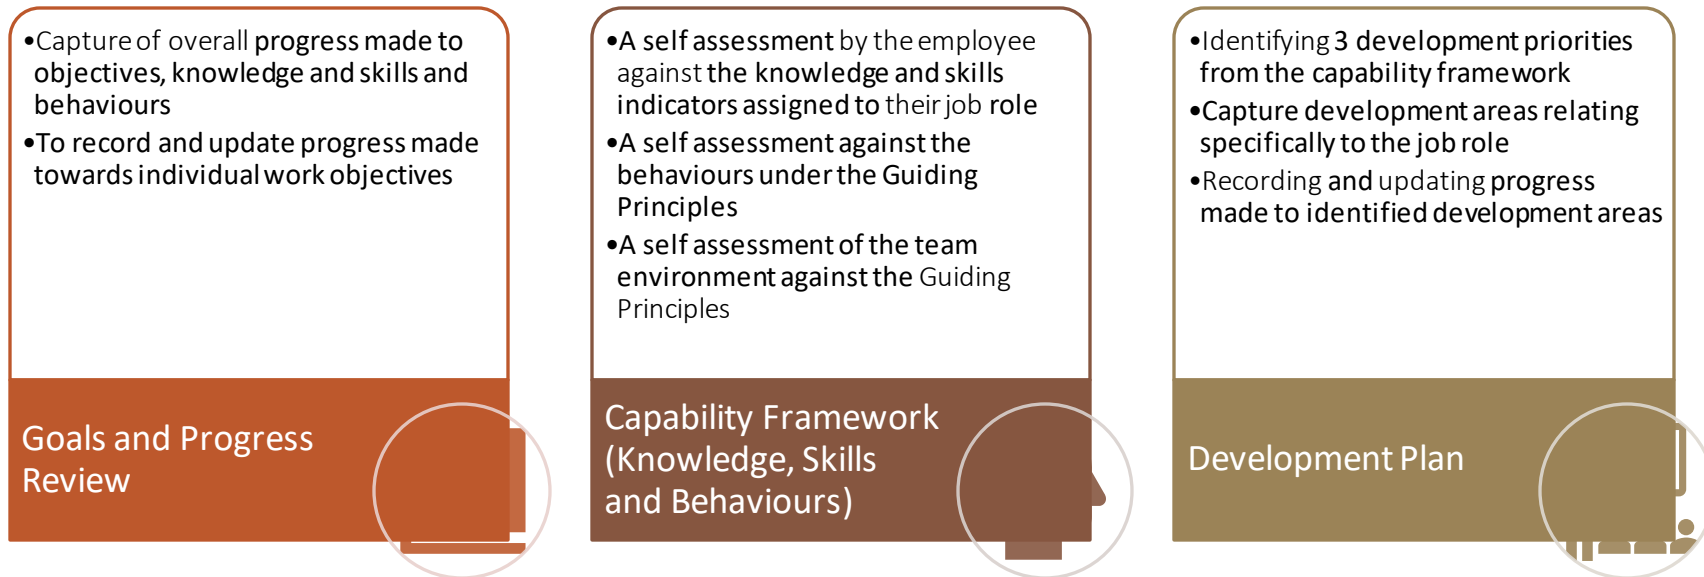 •Capture of overall progress made to
objectives, knowledge and skills and
behaviours
•To record and update progress made
towards individual work objectives
Goals and Progress
Review
•A self assessment by the employee
against the knowledge and skills
indicators assigned to their job role
•A self assessment against the
behaviours under the Guiding
Principles
•A self assessment of the team
environment against the Guiding
Principles
Capability Framework
(Knowledge, Skills
and Behaviours)
•Identifying 3 development priorities
from the capability framework
•Capture development areas relating
specifically to the job role
•Recording and updating progress
made to identified development areas
Development Plan